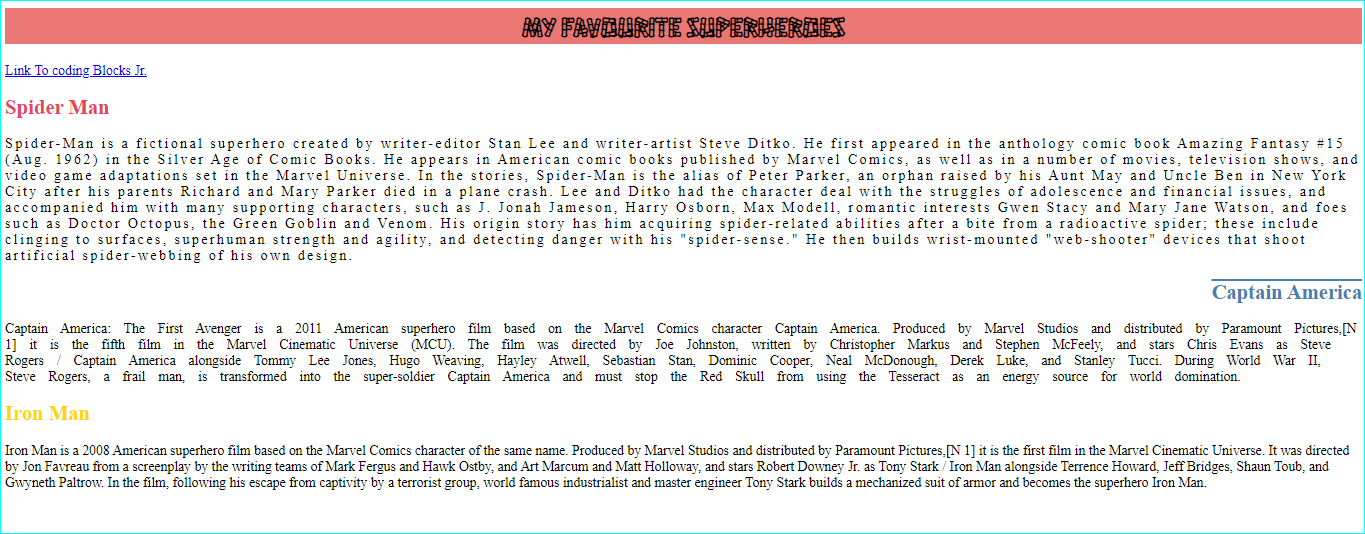 MY FAVOURITE SUPERHEROES
Link To coding Blocks Jr.
Spider Man
Spider-Man is a fictional superhero created by writer-editor Stan Lee and writer-artist Steve Ditko. He first appeared in the anthology comic book Amazing Fantasy #15
(Aug. 1962) in the Silver Age of Comic Books. He appears in American comic books published by Marvel Comics, as well as in a number of movies, television shows, and
video game adaptations set in the Marvel Universe. In the stories, Spider-Man is the alias of Peter Parker, an orphan raised by his Aunt May and Uncle Ben in New York
City after his parents Richard and Mary Parker died in a plane crash. Lee and Ditko had the character deal with the struggles of adolescence and financial issues, and
accompanied him with many supporting characters, such as J. Jonah Jameson, Harry Osborn, Max Modell, romantic interests Gwen Stacy and Mary Jane Watson, and foes
such as Doctor Octopus, the Green Goblin and Venom. His origin story has him acquiring spider-related abilities after a bite from a radioactive spider; these include
clinging to surfaces, superhuman strength and agility, and detecting danger with his "spider-sense." He then builds wrist-mounted "web-shooter" devices that shoot
artificial spider-webbing of his own design.
Captain America
Captain America: The First Avenger is a 2011 American superhero film based on the Marvel Comics character Captain America. Produced by Marvel Studios and distributed by Paramount Pictures,[N
1] it is the fifth film in the Marvel Cinematic Universe (MCU). The film was directed by Joe Johnston, written by Christopher Markus and Stephen McFeely, and stars Chris Evans as Steve
Rogers / Captain America alongside Tommy Lee Jones, Hugo Weaving, Hayley Atwell, Sebastian Stan, Dominic Cooper, Neal McDonough, Derek Luke, and Stanley Tucci. During World War II,
Steve Rogers, a frail man, is transformed into the super-soldier Captain America and must stop the Red Skull from using the Tesseract as an energy source for world domination.
Iron Man
Iron Man is a 2008 American superhero film based on the Marvel Comics character of the same name. Produced by Marvel Studios and distributed by Paramount Pictures,[N 1] it is the first film in the Marvel Cinematic Universe. It was directed
by Jon Favreau from a screenplay by the writing teams of Mark Fergus and Hawk Ostby, and Art Marcum and Matt Holloway, and stars Robert Downey Jr. as Tony Stark / Iron Man alongside Terrence Howard, Jeff Bridges, Shaun Toub, and
Gwyneth Paltrow. In the film, following his escape from captivity by a terrorist group, world famous industrialist and master engineer Tony Stark builds a mechanized suit of armor and becomes the superhero Iron Man.